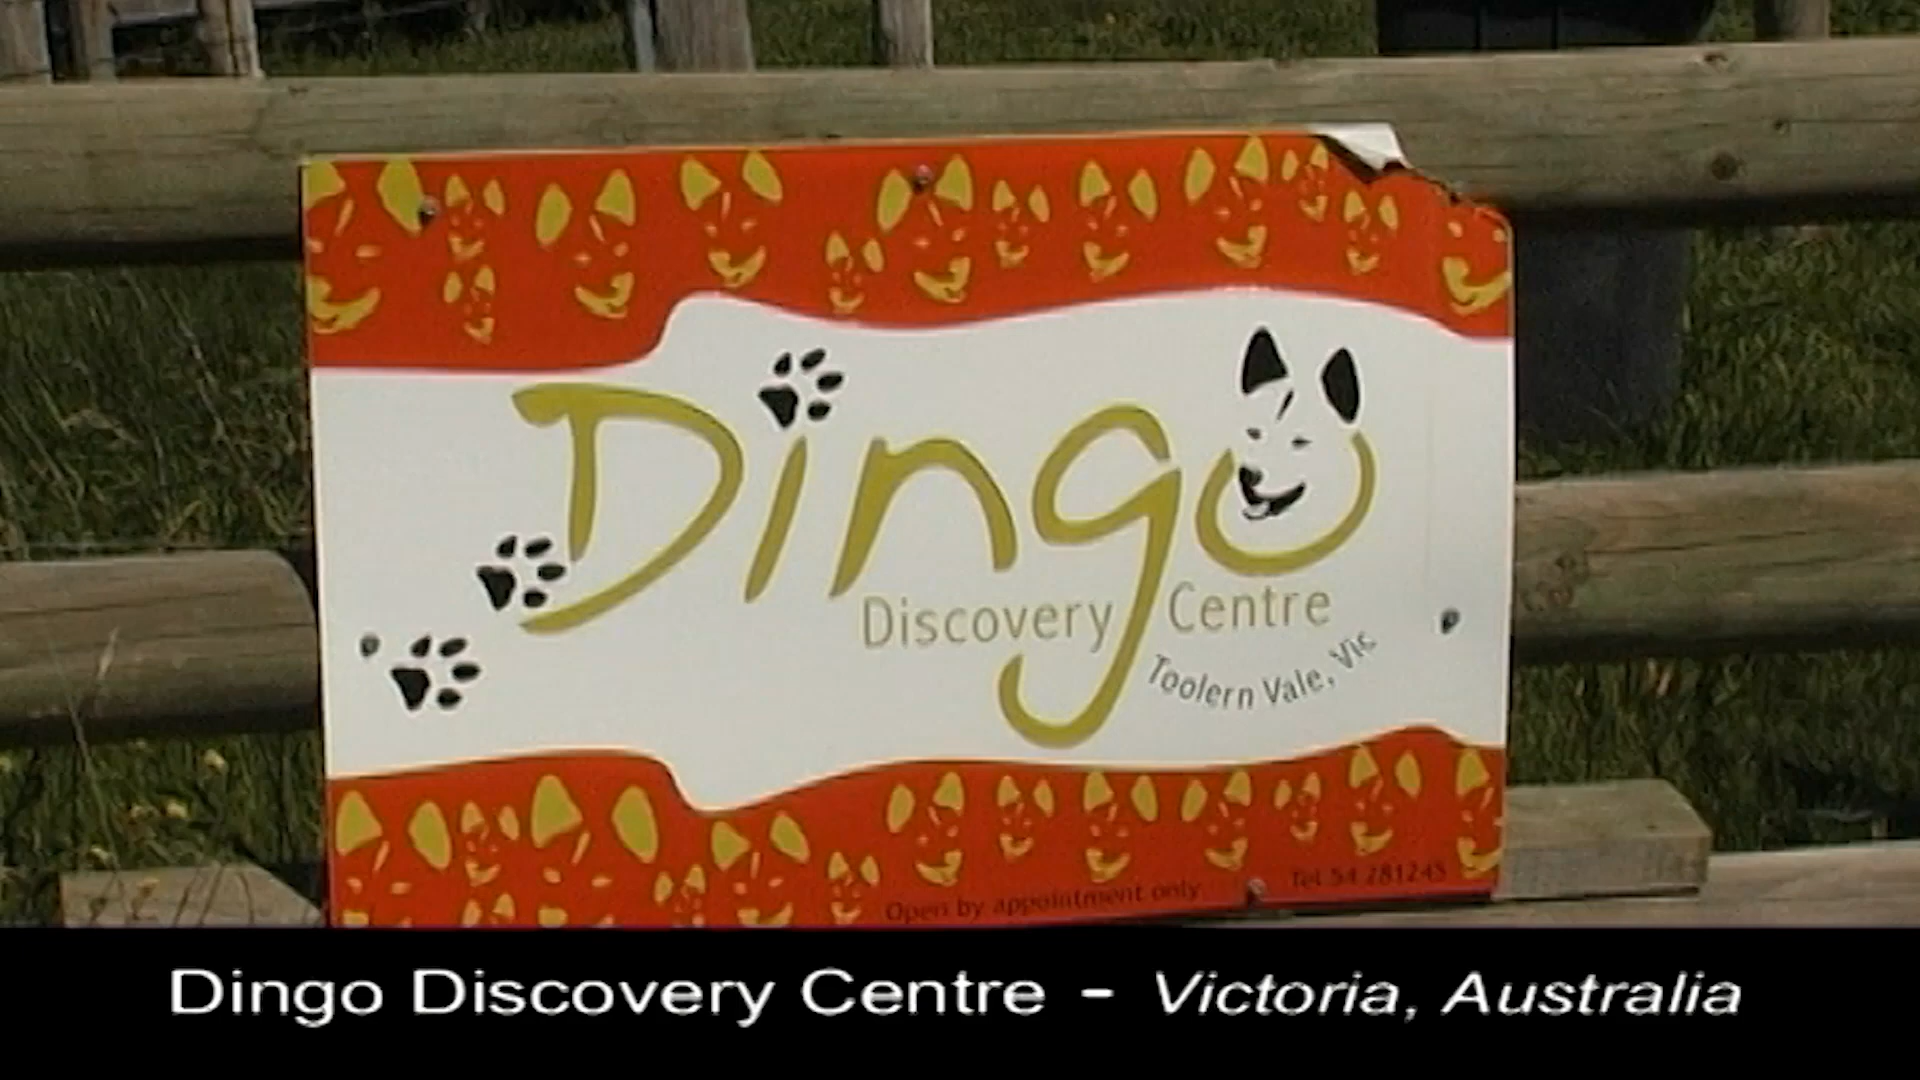 Dingo
Discovery Centre
Toolern Vale, Vic
Open by appointment only
Tel 54 281245
Dingo Discovery Centre - Victoria, Australia